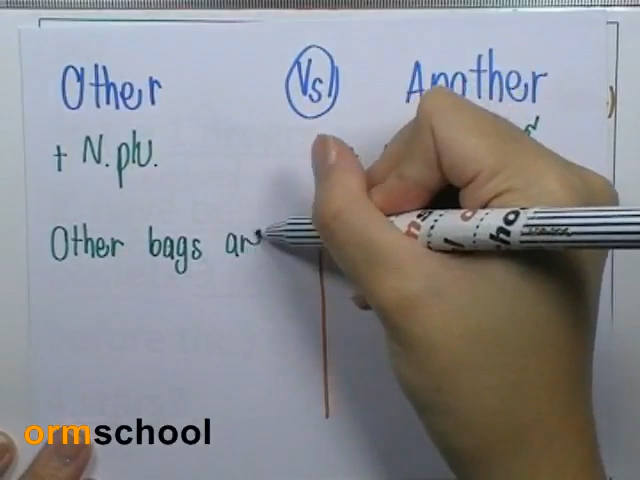 Other Vs Another
+ N. plu.
Other bags ar
ormschool